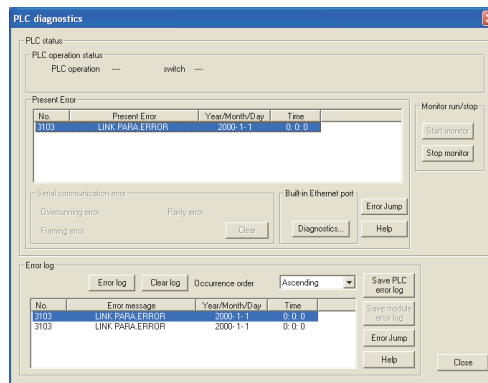 PLC diagnostics
PLC status
PLC operation status
PLC operation ---- switch ----
Present Error
No. Present Error Year/Month/Day Time
3103 LINK PARA.ERROR 2000- 1- 1 0: 0: 0
Monitor run/stop
Start monitor
Stop monitor
Serial communication error
Overrunning error Parity error
Framing error Clear
Built-in Ethernet port
Diagnostics...
Error Jump
Help
Error log
Error log Clear log Occurrence order Ascending
No. Error message Year/Month/Day Time
3103 LINK PARA.ERROR 2000- 1- 1 0: 0: 0
3103 LINK PARA.ERROR 2000- 1- 1 0: 0: 0
Save PLC
error log
Save module
error log
Error Jump
Help
Close